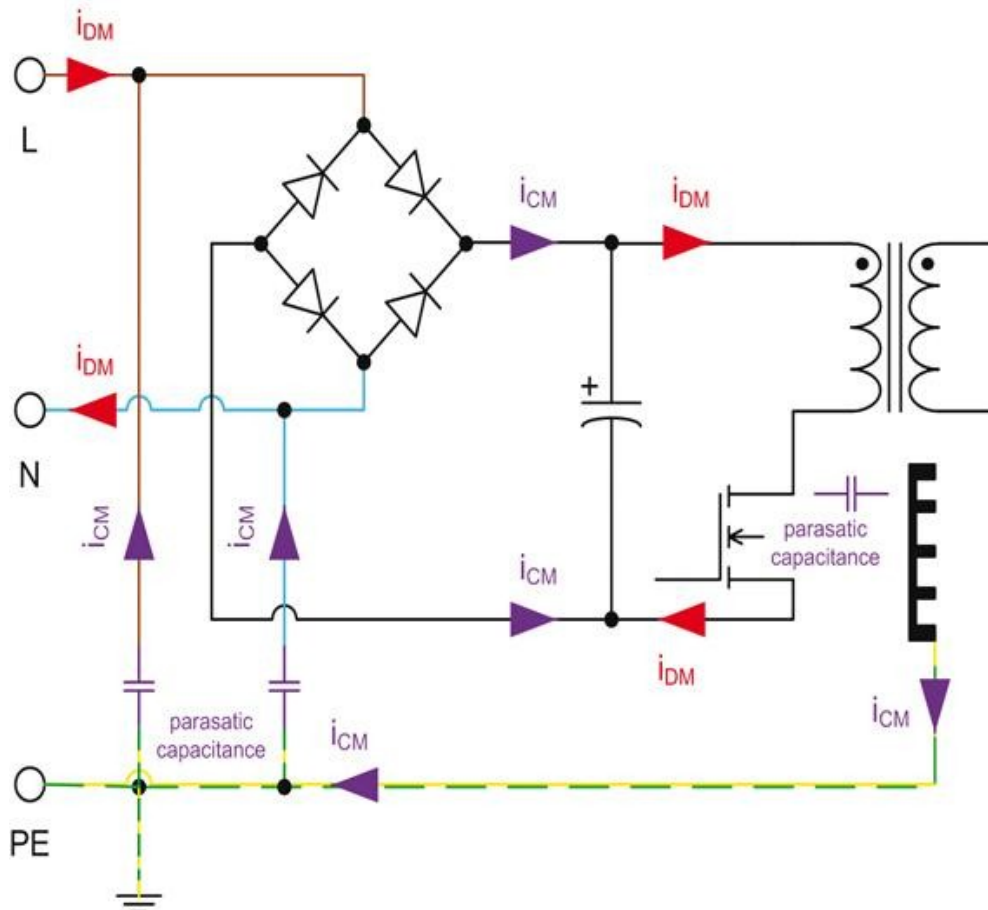 iDM
L
iCM
iDM
iDM
N
iCM
iCM
parasatic
capacitance
iCM
iDM
iCM
parasatic
capacitance
iCM
PE